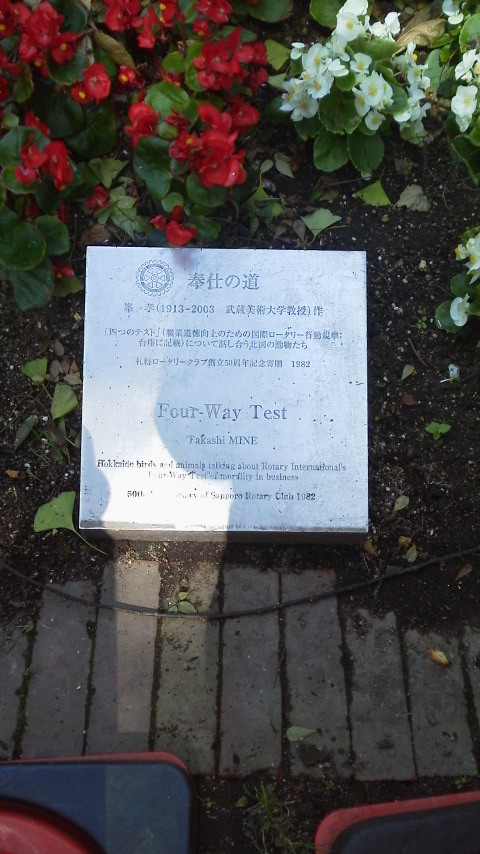 奉仕の道
峯 孝(1913-2003 武蔵美術大学教授)作
「四つのテスト」(職業道徳向上のための国際ロータリー行動規準:
台座に記載)について話し合う北国の動物たち
札幌ロータリークラブ創立50周年記念寄贈 1982
Four-Way Test
Takashi MINE
Hokkaido birds and animals talking about Rotary International's
"Four-Way Test" of morality in business
50th Anniversary of Sapporo Rotary Club 1982